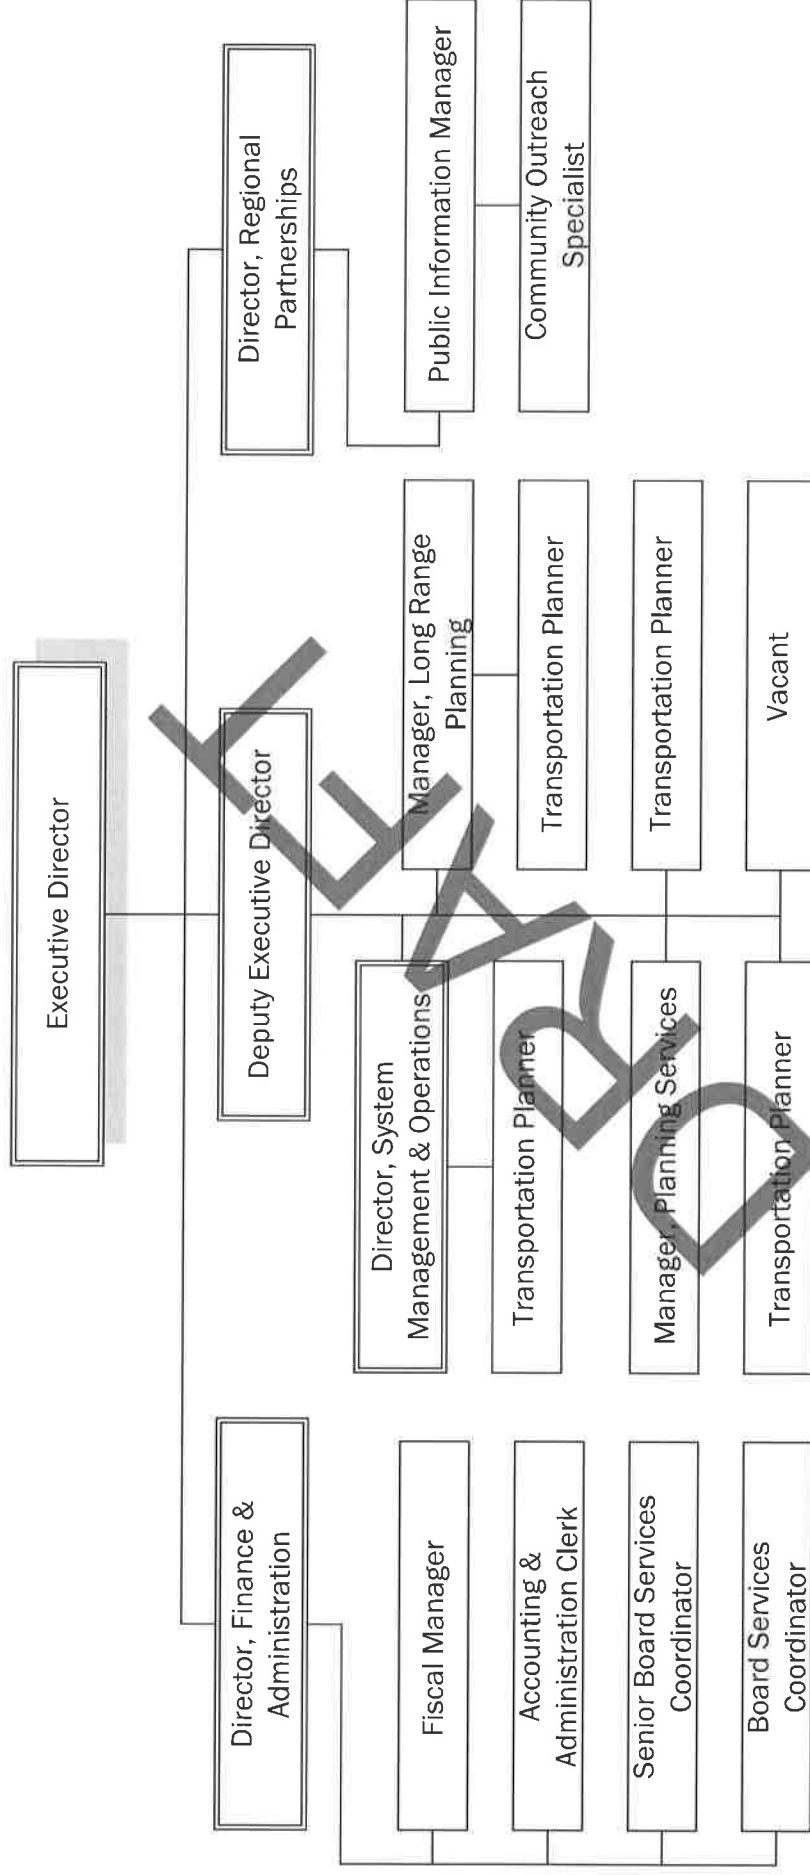 Executive Director
Director, Finance &
Administration
Deputy Executive Director
Director, Regional
Partnerships
Fiscal Manager
Accounting &
Administration Clerk
Senior Board Services
Coordinator
Board Services
Coordinator
Director, System
Management & Operations
Transportation Planner
Manager, Planning Services
Transportation Planner
Manager, Long Range
Planning
Transportation Planner
Transportation Planner
Vacant
Public Information Manager
Community Outreach
Specialist
DRAFT